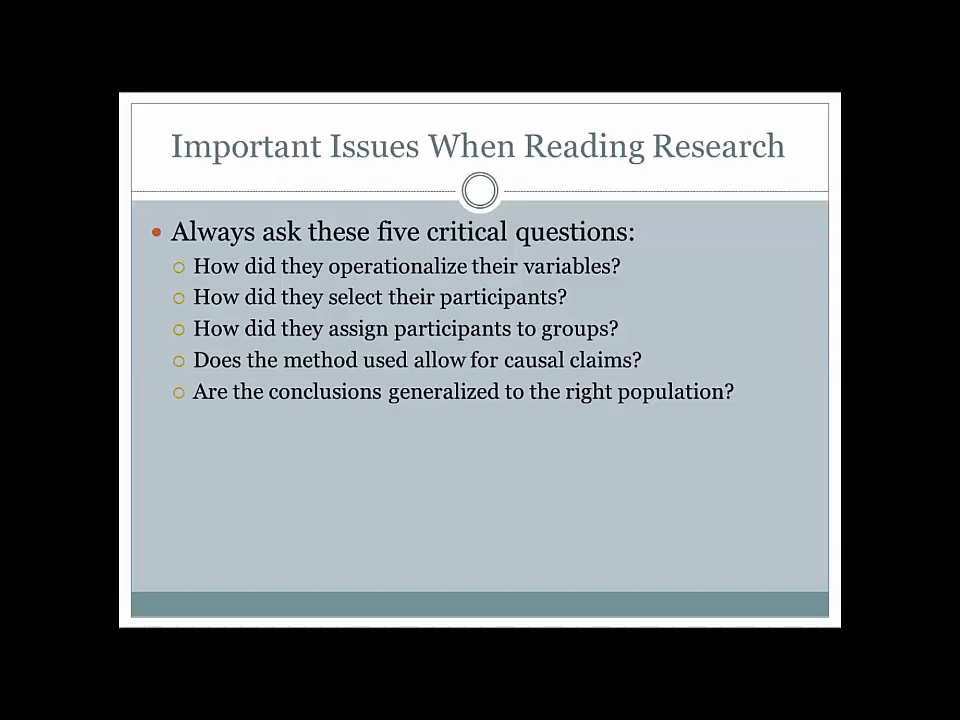 Important Issues When Reading Research
Always ask these five critical questions:
How did they operationalize their variables?
How did they select their participants?
How did they assign participants to groups?
Does the method used allow for causal claims?
Are the conclusions generalized to the right population?